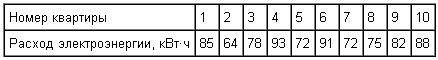 Номер квартиры 1 2 3 4 5 6 7 8 9 10
Расход электроэнергии, кВт·ч 85 64 78 93 72 91 72 75 82 88